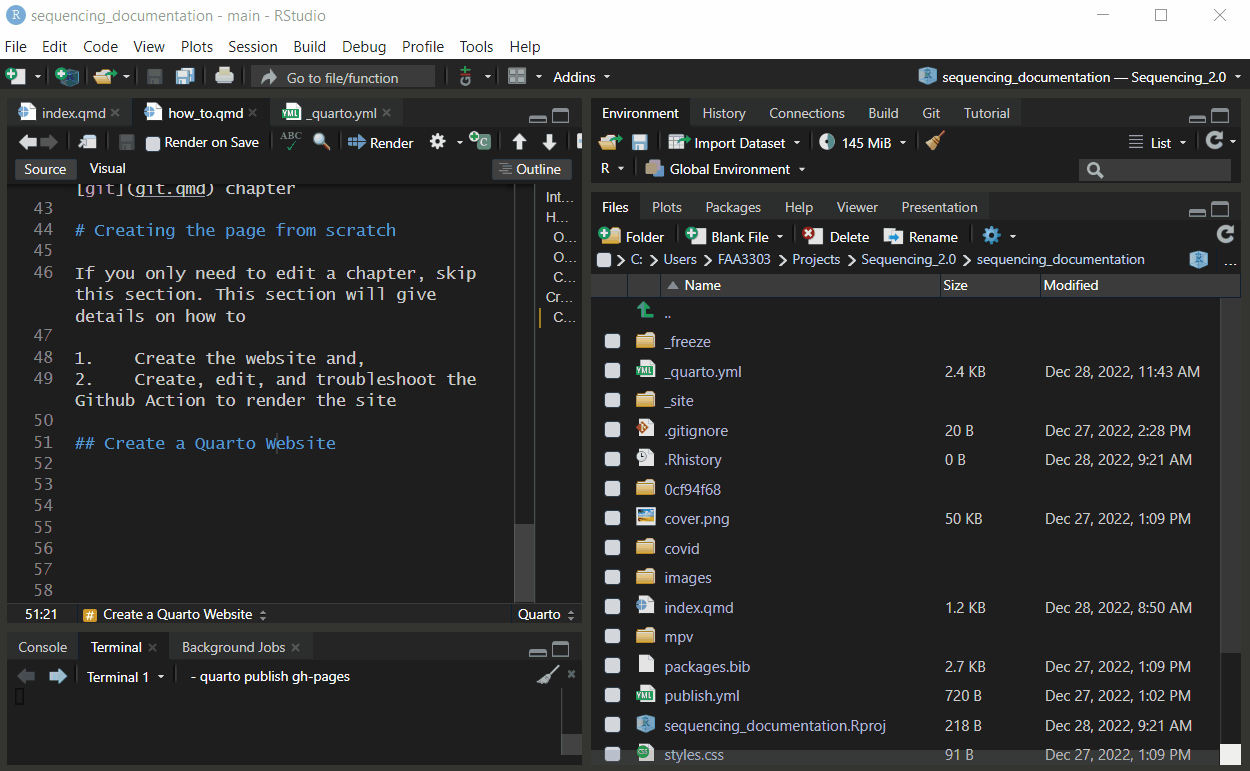 sequencing_documentation - main - RStudio
File Edit Code View Plots Session Build Debug Profile Tools Help
Go to file/function Addins sequencing_documentation — Sequencing_2.0
index.qmd how_to.qmd _quarto.yml
Render on Save ABC Render
Source Visual Outline
[git](git.qmd) chapter
43
44 # Creating the page from scratch
45
46 If you only need to edit a chapter, skip
this section. This section will give
details on how to
47
48 1. Create the website and,
49 2. Create, edit, and troubleshoot the
Github Action to render the site
50
51 ## Create a Quarto Website
52
53
54
55
56
57
58
Int...
H...
O...
O...
C...
Cr...
C...
51:21 # Create a Quarto Website Quarto
Console Terminal Background Jobs
Terminal 1 - quarto publish gh-pages
Environment History Connections Build Git Tutorial
Import Dataset 145 MiB List
R Global Environment
Files Plots Packages Help Viewer Presentation
Folder Blank File Delete Rename
C: Users FAA3303 Projects Sequencing_2.0 sequencing_documentation ...
Name Size Modified
..
_freeze
_quarto.yml 2.4 KB Dec 28, 2022, 11:43 AM
_site
.gitignore 20 B Dec 27, 2022, 2:28 PM
.Rhistory 0 B Dec 28, 2022, 9:21 AM
0cf94f68
cover.png 50 KB Dec 27, 2022, 1:09 PM
covid
images
index.qmd 1.2 KB Dec 28, 2022, 8:50 AM
mpv
packages.bib 2.7 KB Dec 27, 2022, 1:09 PM
publish.yml 720 B Dec 27, 2022, 1:02 PM
sequencing_documentation.Rproj 218 B Dec 28, 2022, 9:21 AM
styles.css 91 B Dec 27, 2022, 1:09 PM